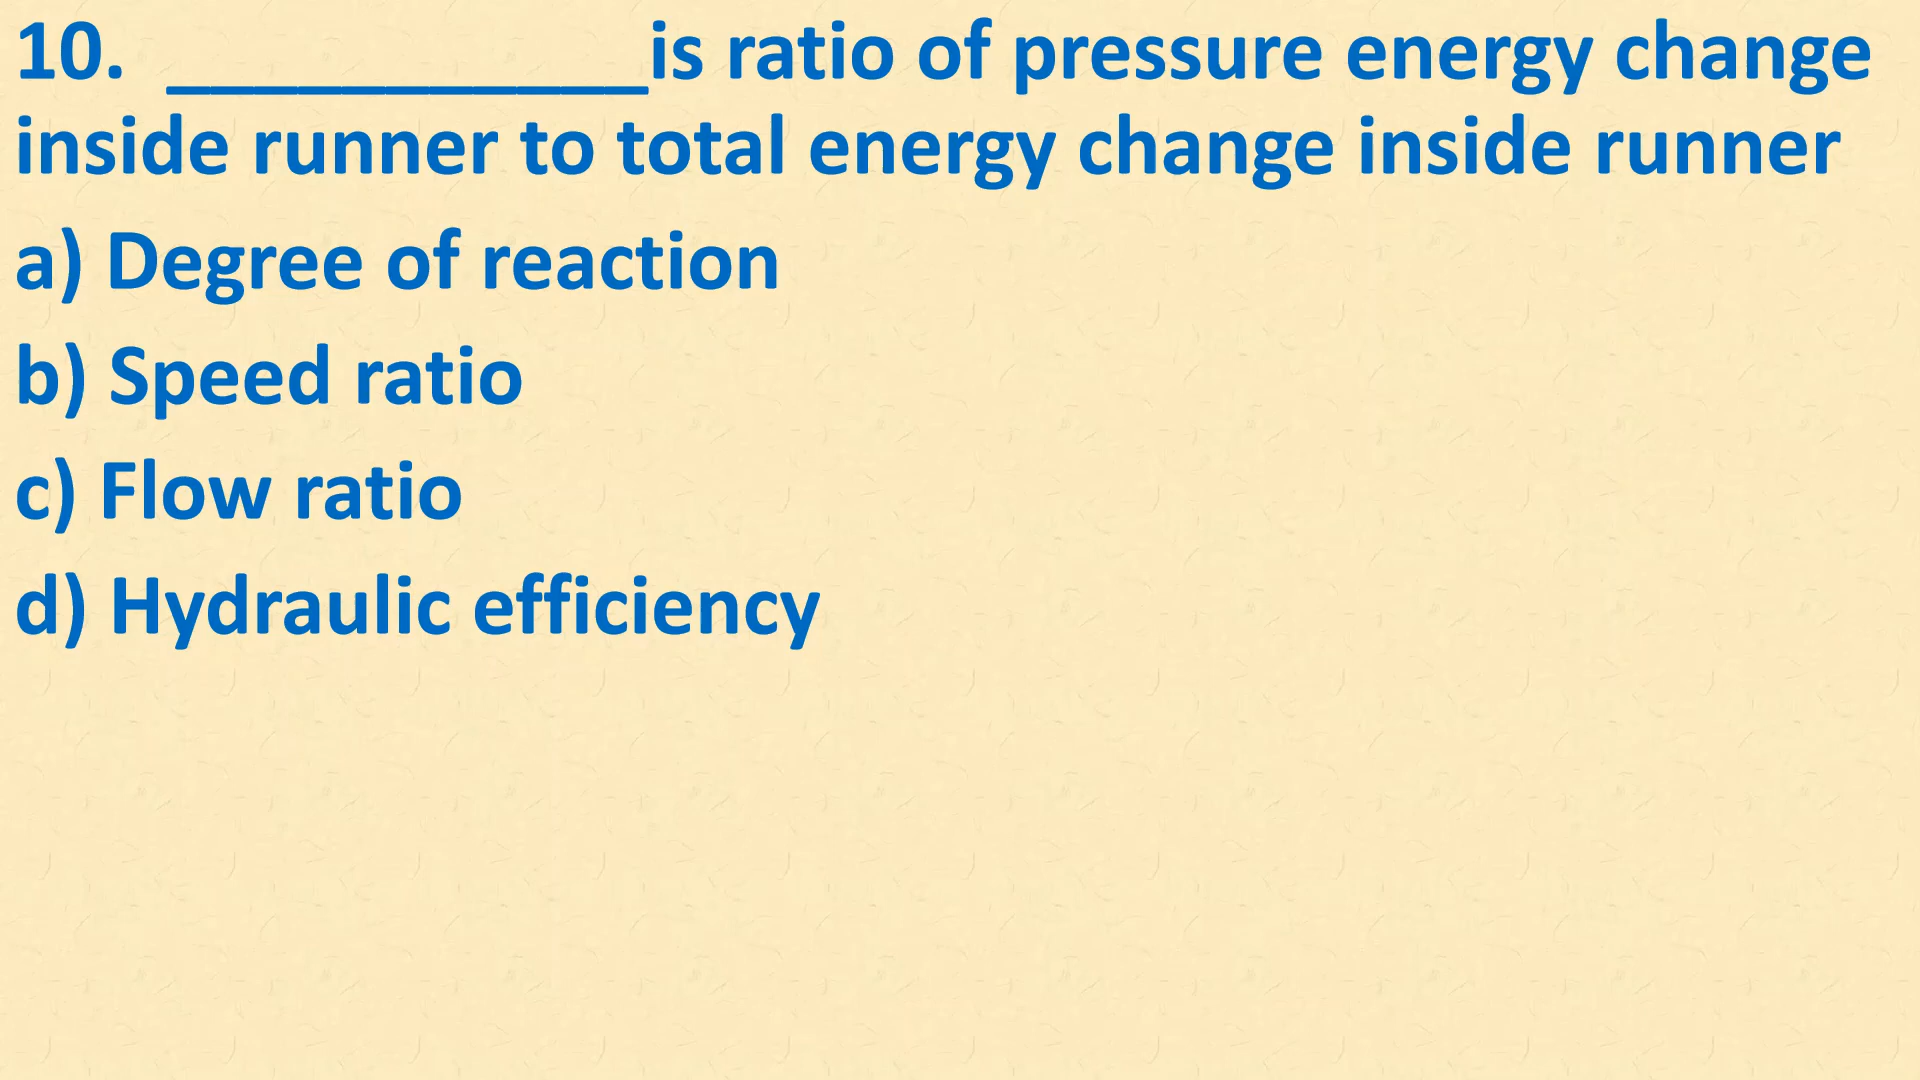 10. ____________is ratio of pressure energy change
inside runner to total energy change inside runner
a) Degree of reaction
b) Speed ratio
c) Flow ratio
d) Hydraulic efficiency